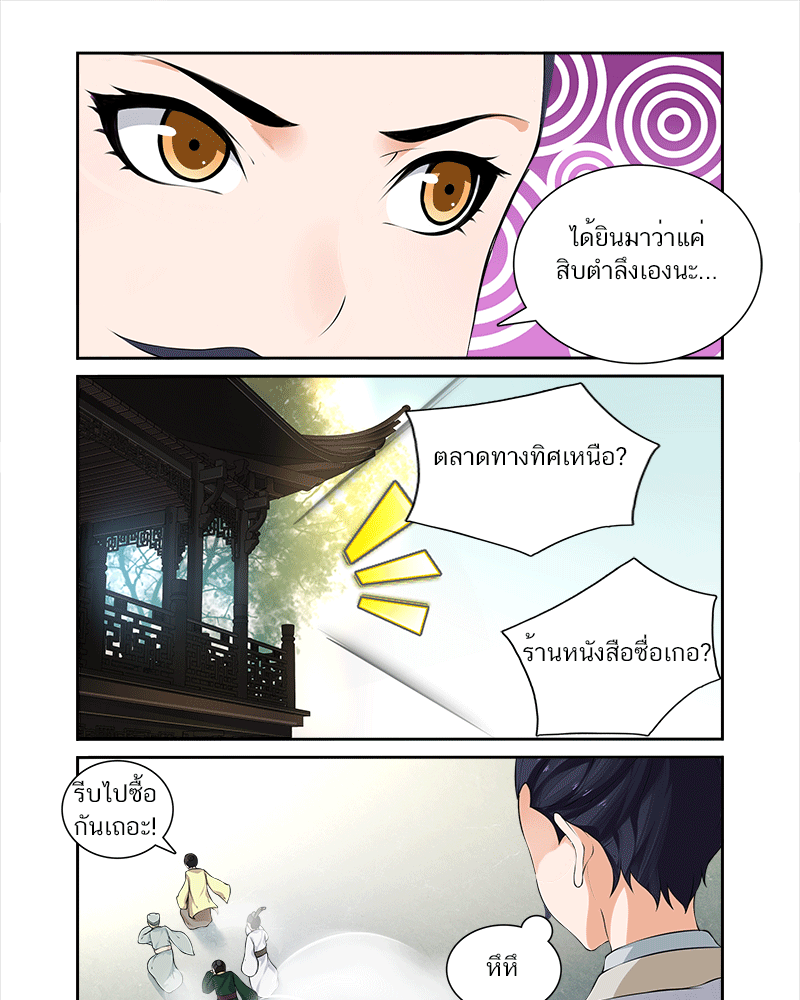 ได้ยินมาว่าแค่
สิบตำลึงเองนะ...
ตลาดทางทิศเหนือ?
ร้านหนังสือซื่อเกอ?
รีบไปซื้อ
กันเถอะ!
หึหึ